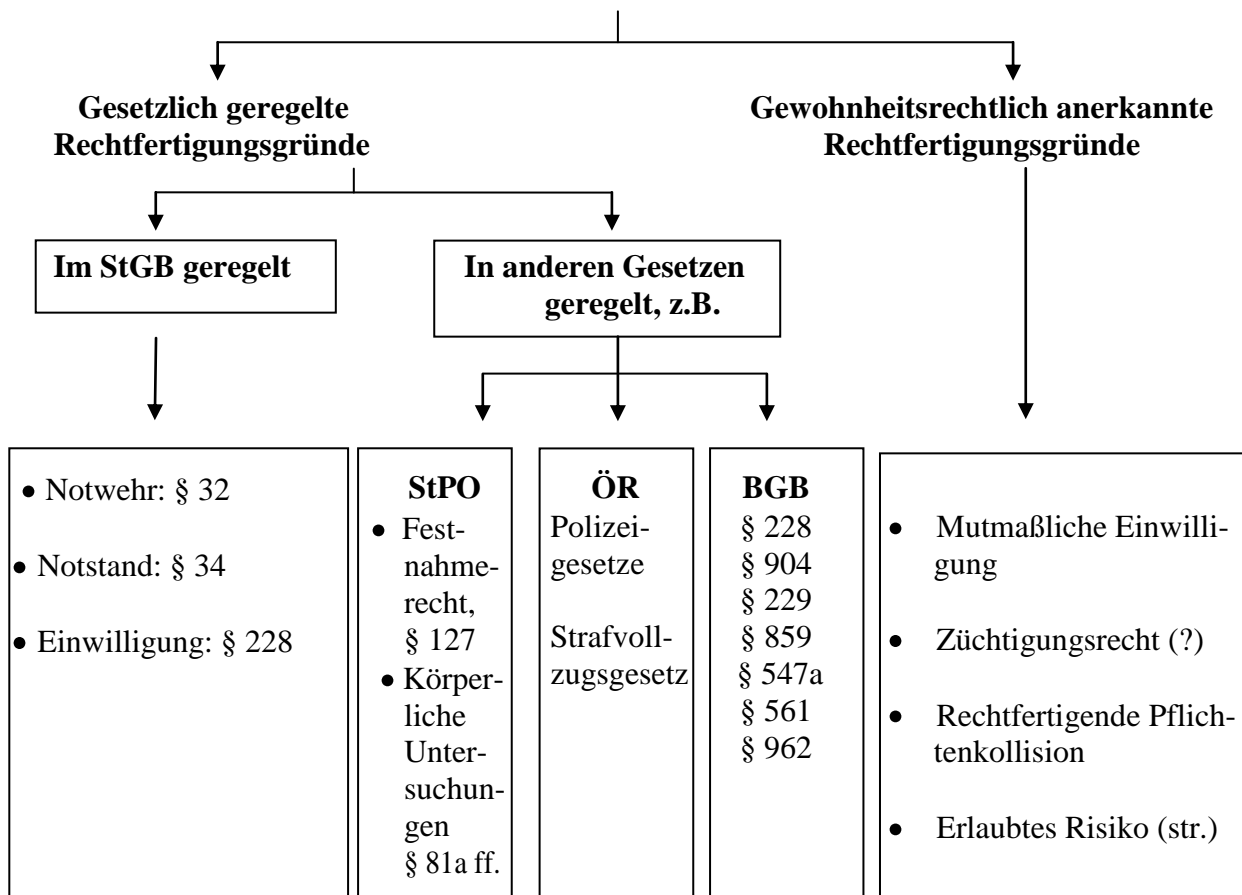 Gesetzlich geregelte
Rechtfertigungsgründe
Gewohnheitsrechtlich anerkannte
Rechtfertigungsgründe
Im StGB geregelt
In anderen Gesetzen
geregelt, z.B.
• Notwehr: § 32
• Notstand: § 34
• Einwilligung: § 228
StPO
• Fest-
nahme-
recht,
§ 127
• Körper-
liche
Unter-
suchun-
gen
§ 81a ff.
ÖR
Polizei-
gesetze
Strafvoll-
zugsgesetz
BGB
§ 228
§ 904
§ 229
§ 859
§ 547a
§ 561
§ 962
• Mutmaßliche Einwilli-
gung
• Züchtigungsrecht (?)
• Rechtfertigende Pflich-
tenkollision
• Erlaubtes Risiko (str.)